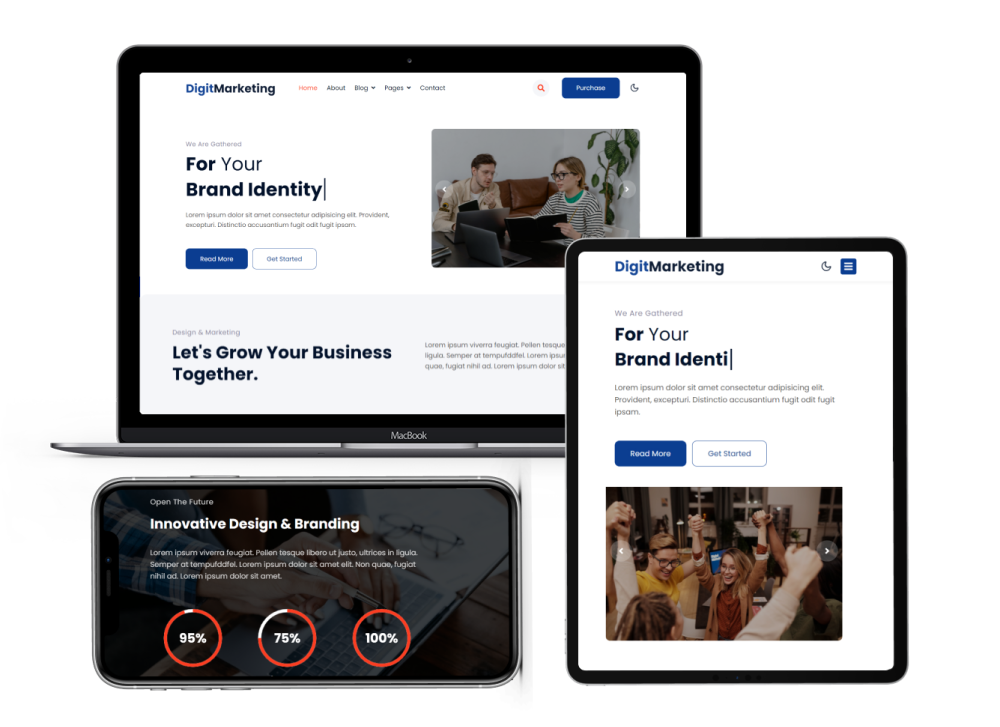 DigitMarketing
Home About Blog Pages Contact
Purchase
We Are Gathered
For Your
Brand Identity
Lorem ipsum dolor sit amet consectetur adipisicing elit. Provident,
excepturi. Distinctio accusantium fugit odit fugit ipsam.
Read More Get Started
Design & Marketing
Let's Grow Your Business
Together.
Lorem ipsum viverra feugiat. Pellen tesque
ligula. Semper at tempufddfel. Lorem ipsu
quae, fugiat nihil ad. Lorem ipsum dolor sit
MacBook
DigitMarketing
We Are Gathered
For Your
Brand Identi
Lorem ipsum dolor sit amet consectetur adipisicing elit.
Provident, excepturi. Distinctio accusantium fugit odit fugit
ipsam.
Read More Get Started
Open The Future
Innovative Design & Branding
Lorem ipsum viverra feugiat. Pellen tesque libero ut justo, ultrices in ligula.
Semper at tempufddfel. Lorem ipsum dolor sit amet elit. Non quae, fugiat
nihil ad. Lorem ipsum dolor sit amet.
95% 75% 100%